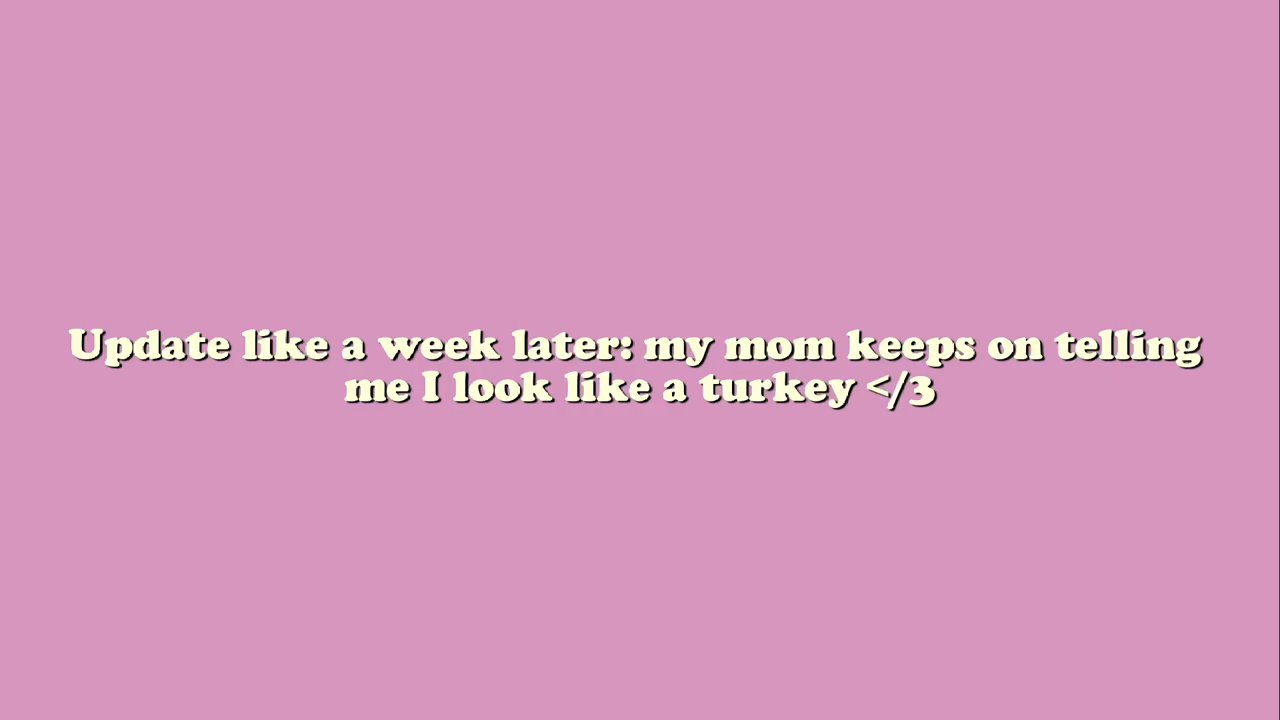 Update like a week later: my mom keeps on telling
me I look like a turkey </3